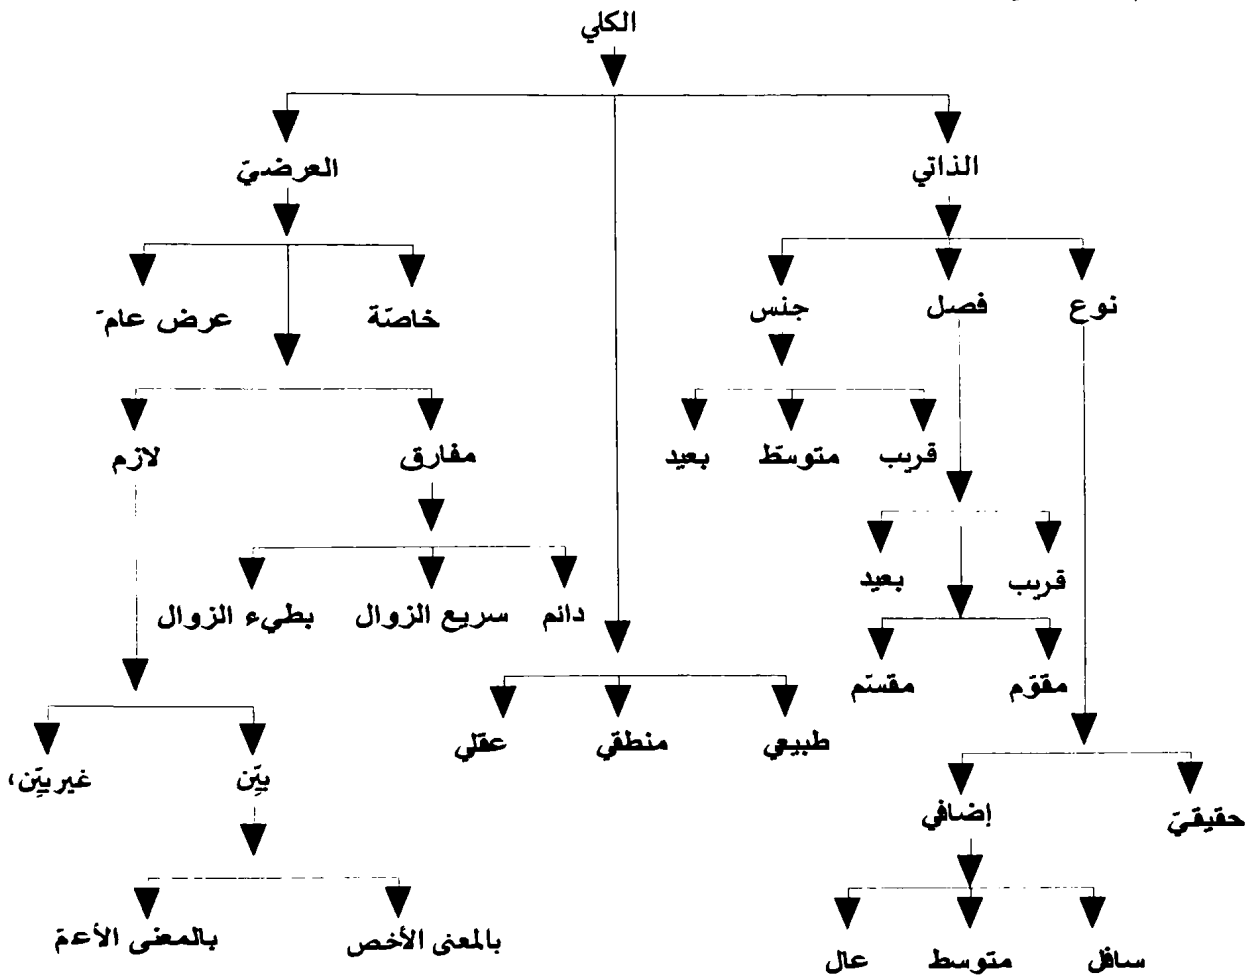 الكلي
الذاتي
العرضيّ
نوع
فصل
جنس
خاصّة
عرض عامّ
قريب
متوسّط
بعيد
مفارق
لازم
قريب
بعيد
دائم
سريع الزوال
بطيء الزوال
مقوّم
مقسّم
طبيعي
منطقي
عقلي
بيّن
غير بيّن،
حقيقيّ
إضافي
بالمعنى الأخص
بالمعنى الأعمّ
سافل
متوسط
عال